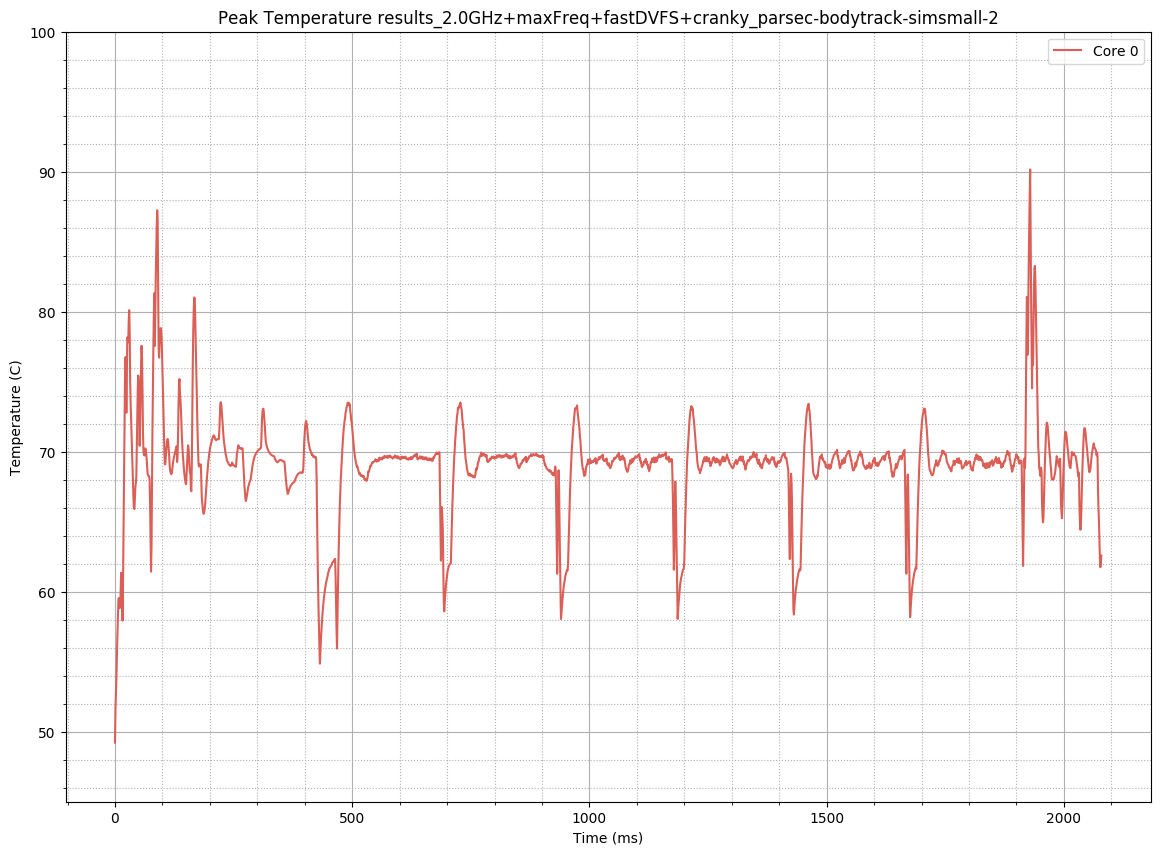 Peak Temperature results_2.0GHz+maxFreq+fastDVFS+cranky_parsec-bodytrack-simsmall-2
Core 0
100
90
80
70
60
50
Temperature (C)
0 500 1000 1500 2000
Time (ms)